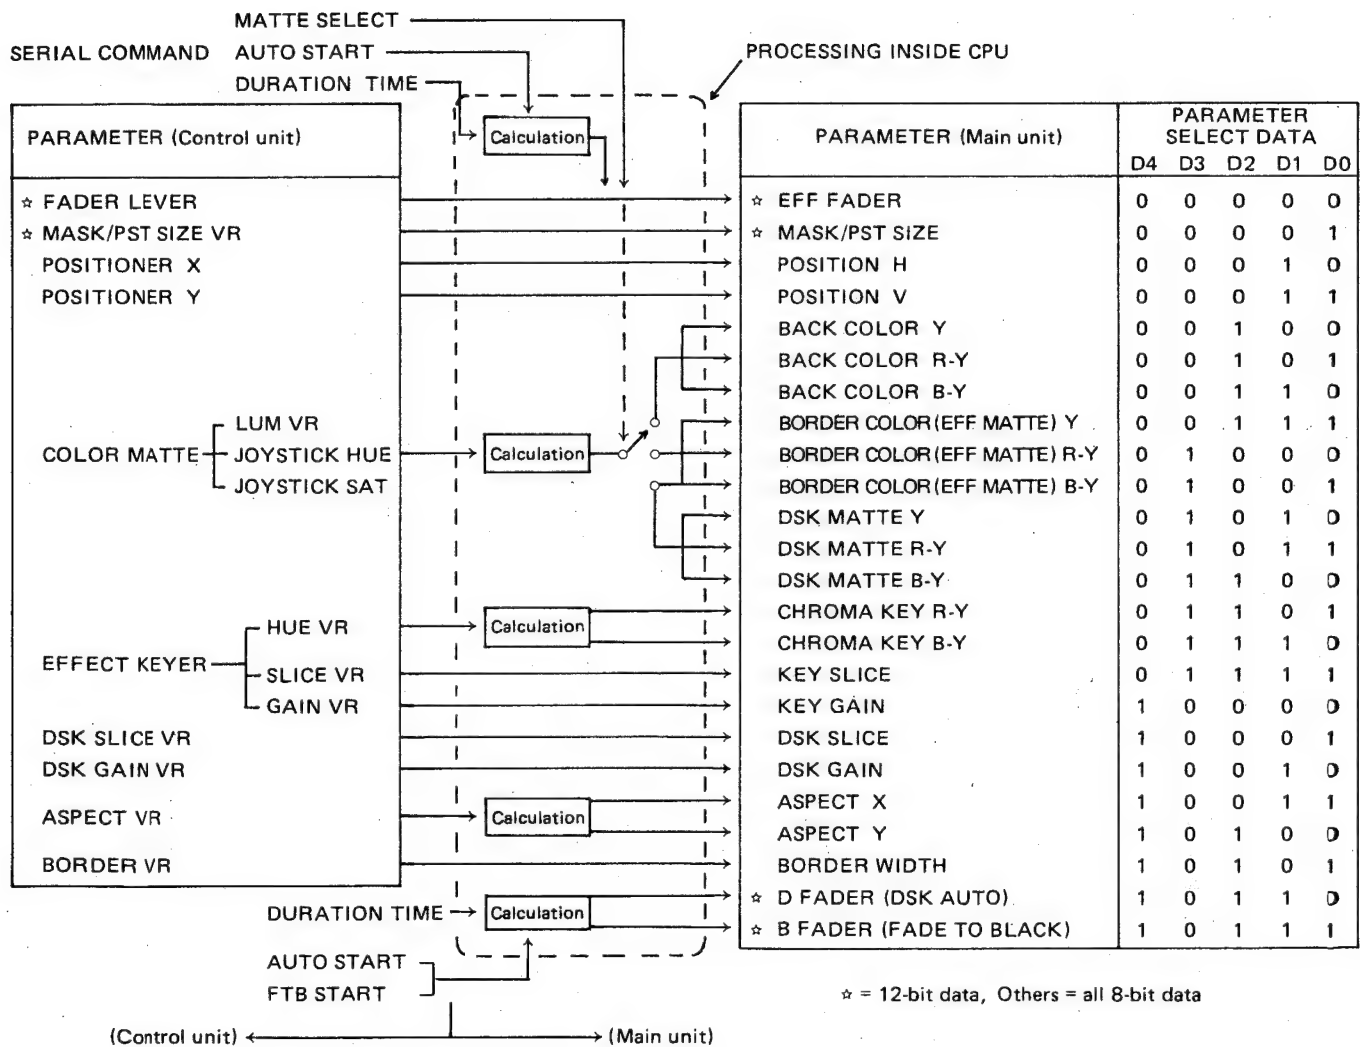 MATTE SELECT
SERIAL COMMAND AUTO START
DURATION TIME
PROCESSING INSIDE CPU
PARAMETER (Control unit)
Calculation
PARAMETER (Main unit)
PARAMETER
SELECT DATA
D4 D3 D2 D1 D0
☆ FADER LEVER
☆ EFF FADER 0 0 0 0 0
☆ MASK/PST SIZE VR
☆ MASK/PST SIZE 0 0 0 0 1
POSITIONER X
POSITION H 0 0 0 1 0
POSITIONER Y
POSITION V 0 0 0 1 1
BACK COLOR Y 0 0 1 0 0
BACK COLOR R-Y 0 0 1 0 1
BACK COLOR B-Y 0 0 1 1 0
LUM VR
BORDER COLOR (EFF MATTE) Y 0 0 1 1 1
COLOR MATTE JOYSTICK HUE
Calculation
BORDER COLOR (EFF MATTE) R-Y 0 1 0 0 0
JOYSTICK SAT
BORDER COLOR (EFF MATTE) B-Y 0 1 0 0 1
DSK MATTE Y 0 1 0 1 0
DSK MATTE R-Y 0 1 0 1 1
DSK MATTE B-Y 0 1 1 0 0
HUE VR
Calculation
CHROMA KEY R-Y 0 1 1 0 1
CHROMA KEY B-Y 0 1 1 1 0
EFFECT KEYER
SLICE VR
KEY SLICE 0 1 1 1 1
GAIN VR
KEY GAIN 1 0 0 0 0
DSK SLICE VR
DSK SLICE 1 0 0 0 1
DSK GAIN VR
DSK GAIN 1 0 0 1 0
ASPECT VR
Calculation
ASPECT X 1 0 0 1 1
ASPECT Y 1 0 1 0 0
BORDER VR
BORDER WIDTH 1 0 1 0 1
DURATION TIME
Calculation
☆ D FADER (DSK AUTO) 1 0 1 1 0
☆ B FADER (FADE TO BLACK) 1 0 1 1 1
AUTO START
FTB START
☆ = 12-bit data, Others = all 8-bit data
(Control unit) (Main unit)